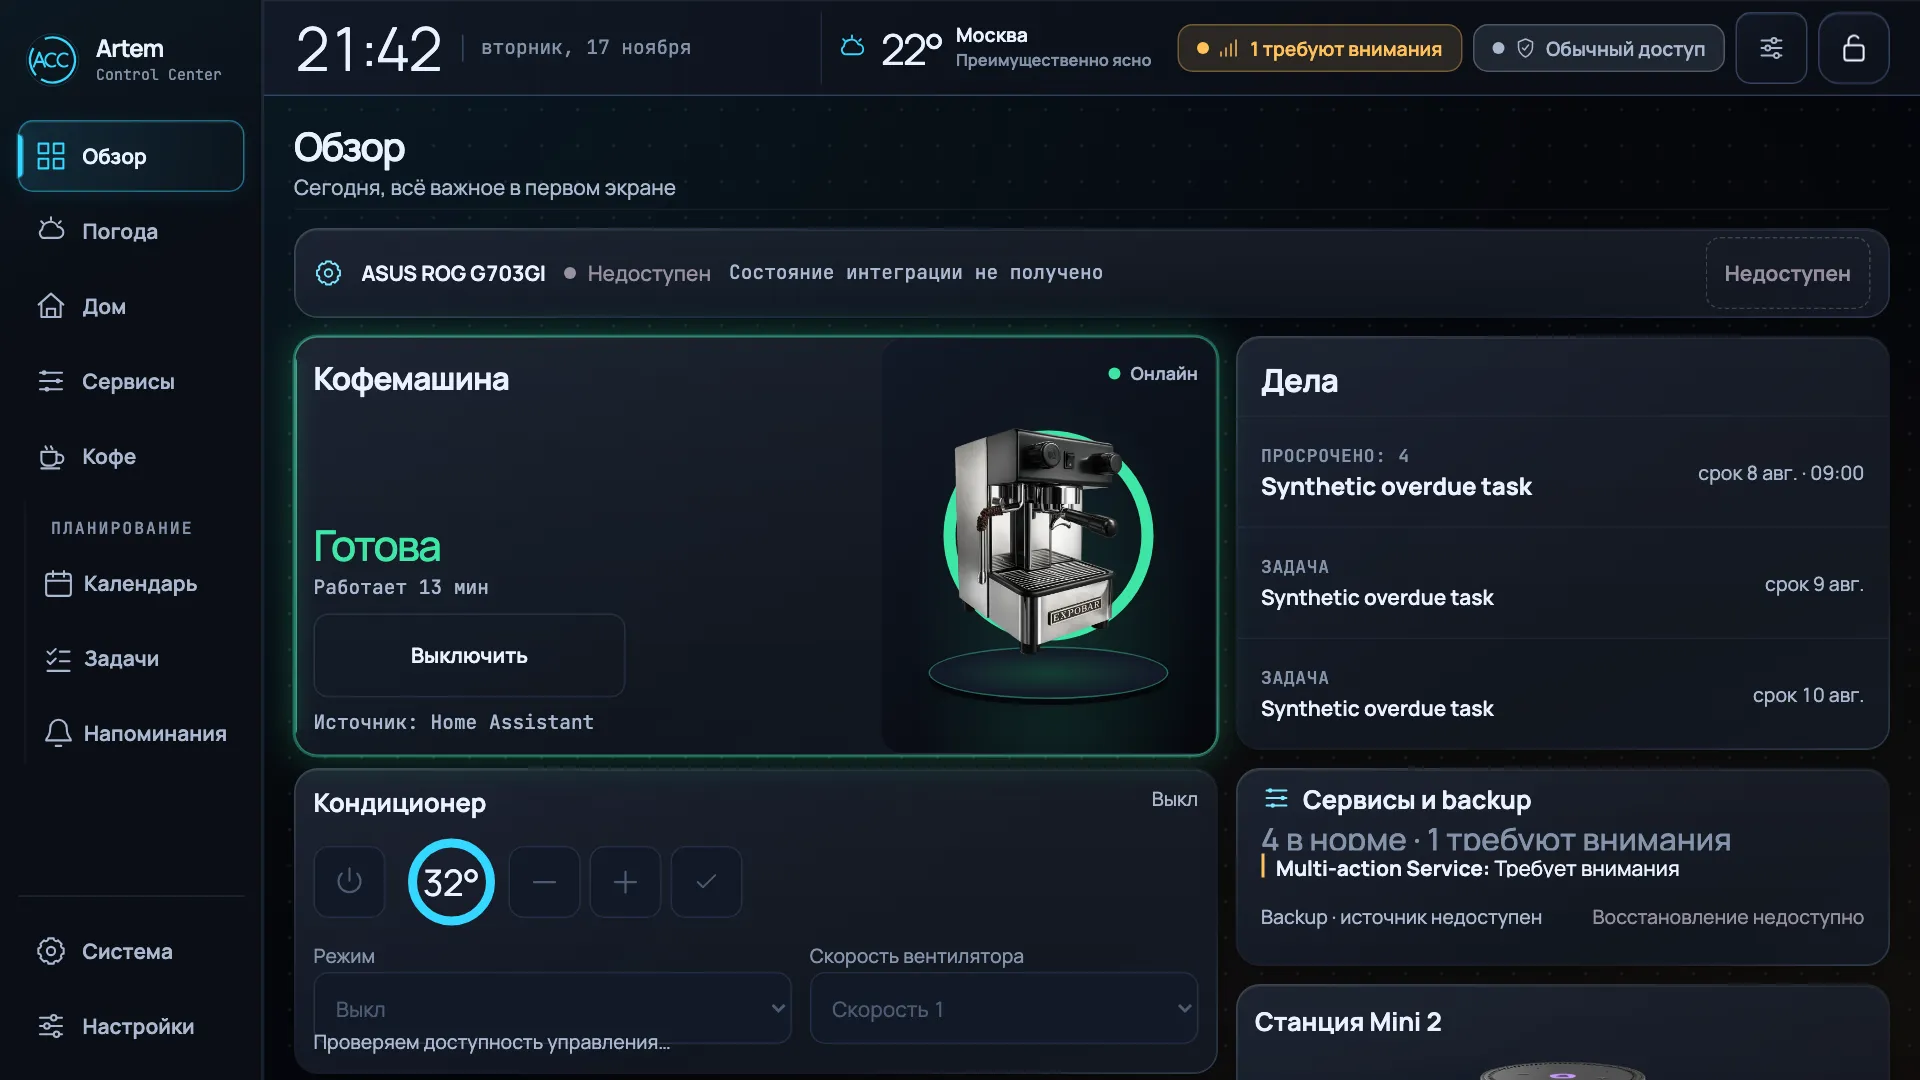 ACC
Artem
Control Center
21:42
вторник, 17 ноября
22°
Москва
Преимущественно ясно
1 требуют внимания
Обычный доступ
Обзор
Погода
Дом
Сервисы
Кофе
ПЛАНИРОВАНИЕ
Календарь
Задачи
Напоминания
Система
Настройки
Обзор
Сегодня, всё важное в первом экране
ASUS ROG G703GI
Недоступен
Состояние интеграции не получено
Недоступен
Кофемашина
Онлайн
Готова
Работает 13 мин
Выключить
Источник: Home Assistant
EXPOBAR
Дела
ПРОСРОЧЕНО: 4
Synthetic overdue task
срок 8 авг. · 09:00
ЗАДАЧА
Synthetic overdue task
срок 9 авг.
ЗАДАЧА
Synthetic overdue task
срок 10 авг.
Кондиционер
Выкл
32°
Режим
Выкл
Скорость вентилятора
Скорость 1
Проверяем доступность управления...
Сервисы и backup
4 в норме · 1 требуют внимания
Multi-action Service: Требует внимания
Backup · источник недоступен
Восстановление недоступно
Станция Mini 2